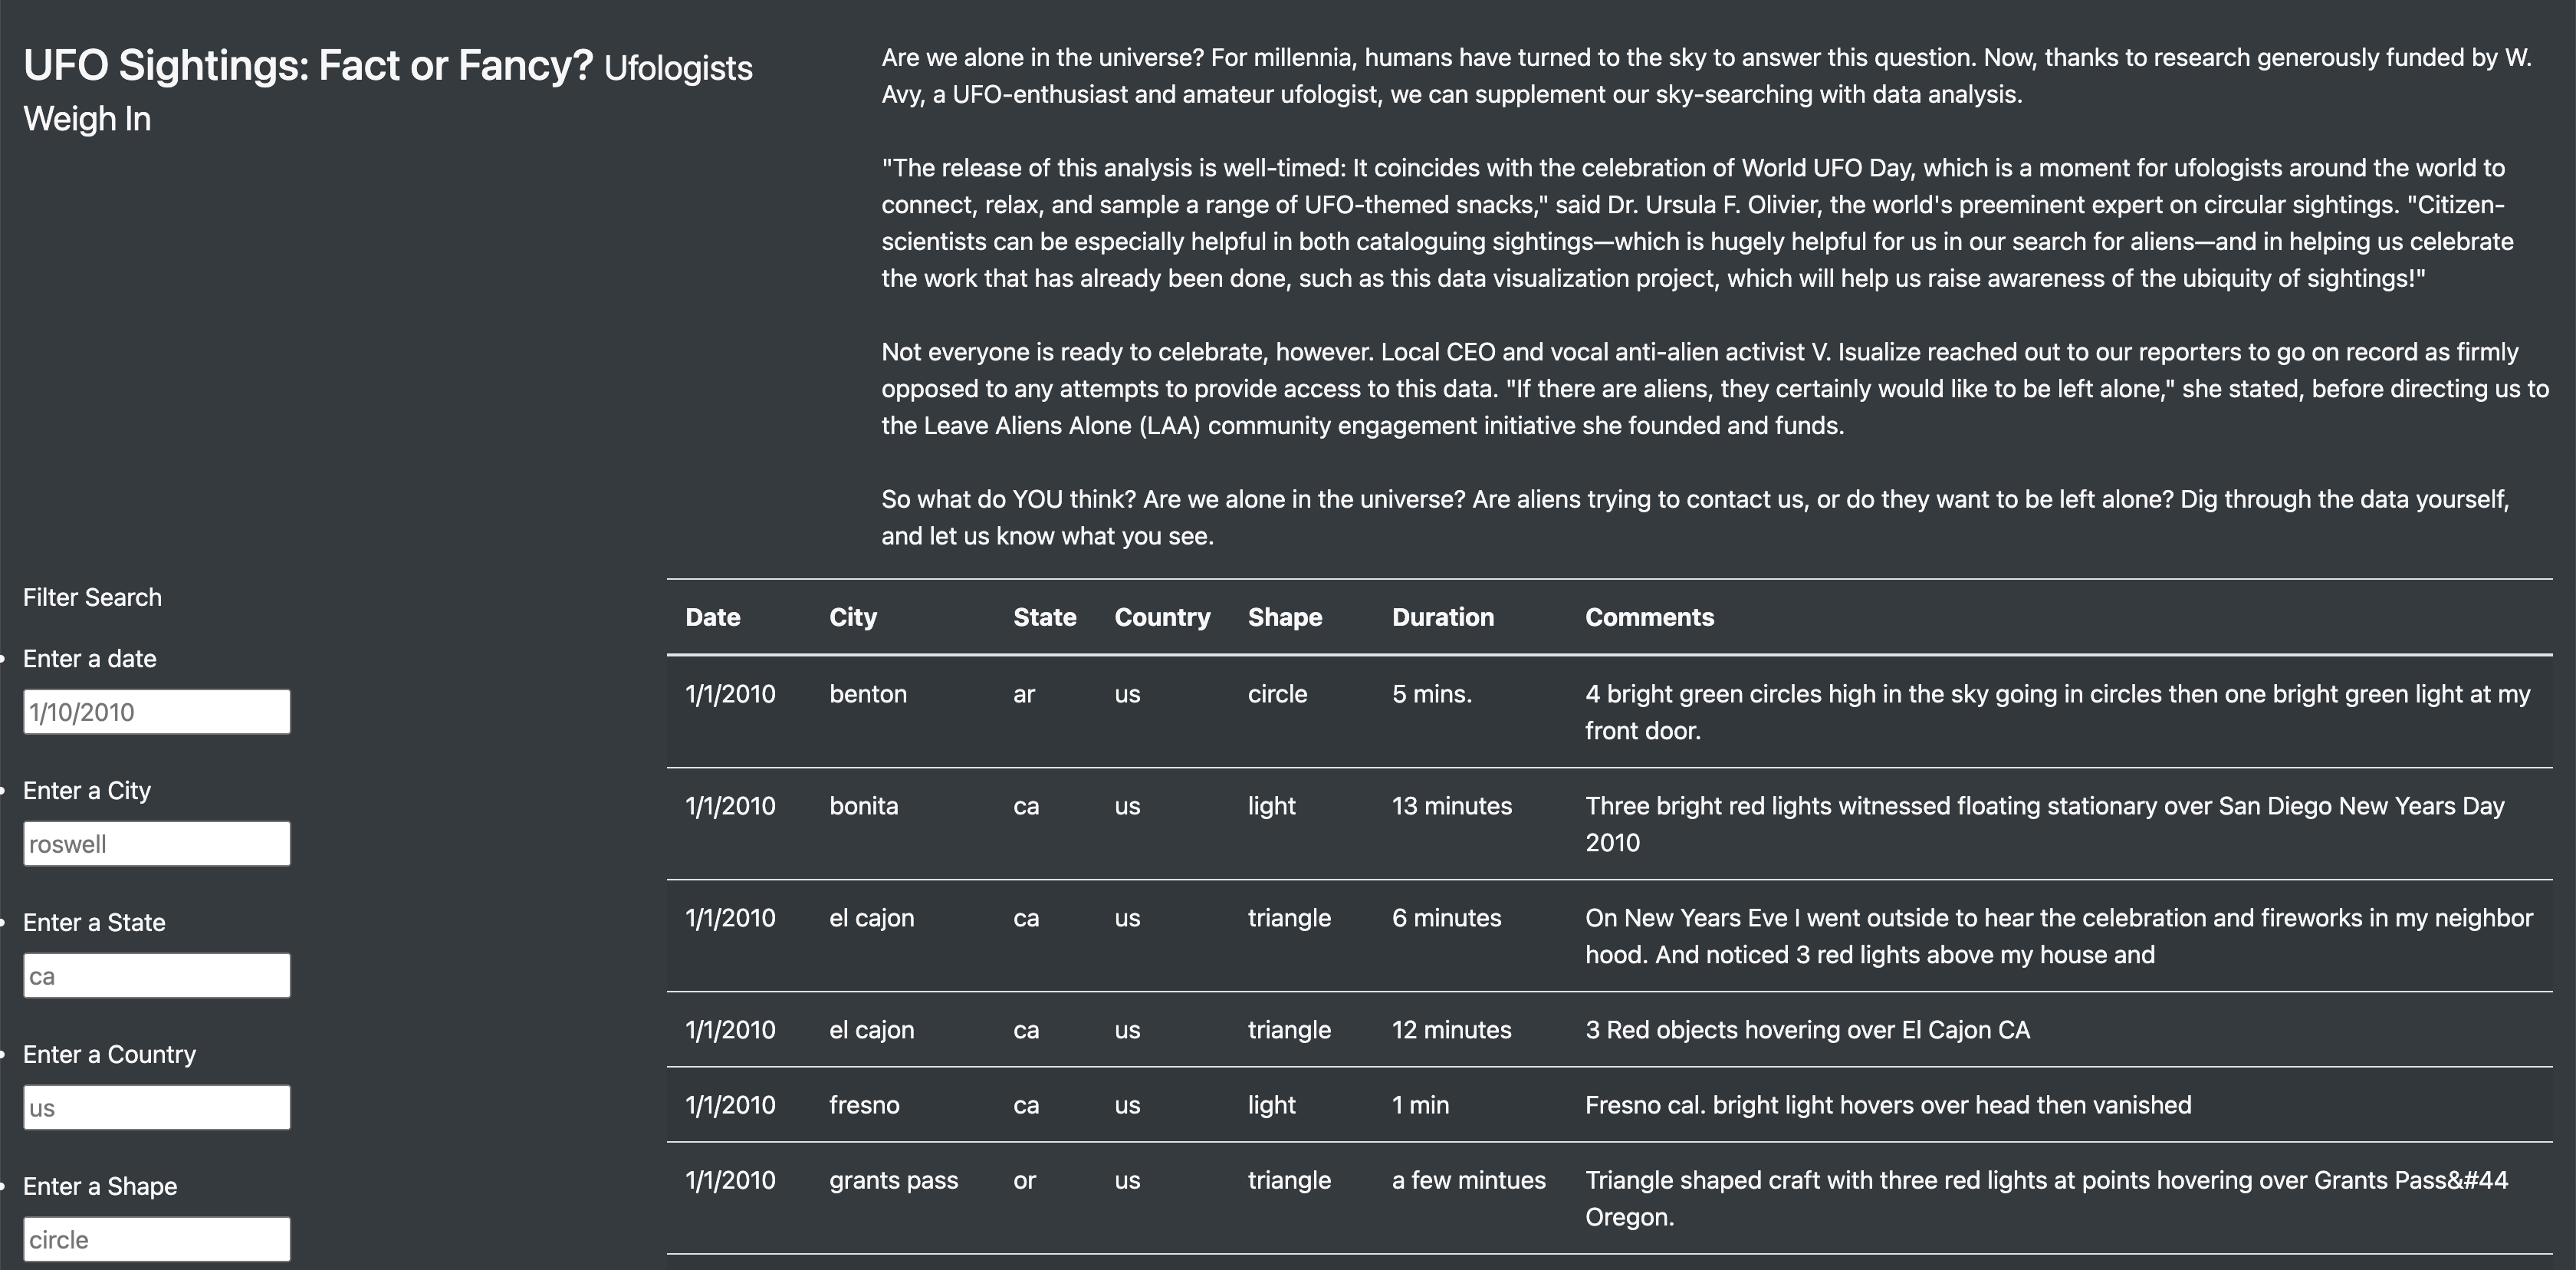 UFO Sightings: Fact or Fancy? Ufologists
Weigh In
Are we alone in the universe? For millennia, humans have turned to the sky to answer this question. Now, thanks to research generously funded by W.
Avy, a UFO-enthusiast and amateur ufologist, we can supplement our sky-searching with data analysis.
"The release of this analysis is well-timed: It coincides with the celebration of World UFO Day, which is a moment for ufologists around the world to
connect, relax, and sample a range of UFO-themed snacks," said Dr. Ursula F. Olivier, the world's preeminent expert on circular sightings. "Citizen-
scientists can be especially helpful in both cataloguing sightings—which is hugely helpful for us in our search for aliens—and in helping us celebrate
the work that has already been done, such as this data visualization project, which will help us raise awareness of the ubiquity of sightings!"
Not everyone is ready to celebrate, however. Local CEO and vocal anti-alien activist V. Isualize reached out to our reporters to go on record as firmly
opposed to any attempts to provide access to this data. "If there are aliens, they certainly would like to be left alone," she stated, before directing us to
the Leave Aliens Alone (LAA) community engagement initiative she founded and funds.
So what do YOU think? Are we alone in the universe? Are aliens trying to contact us, or do they want to be left alone? Dig through the data yourself,
and let us know what you see.
Filter Search
Enter a date
1/10/2010
Enter a City
roswell
Enter a State
ca
Enter a Country
us
Enter a Shape
circle
Date City State Country Shape Duration Comments
1/1/2010 benton ar us circle 5 mins. 4 bright green circles high in the sky going in circles then one bright green light at my
front door.
1/1/2010 bonita ca us light 13 minutes Three bright red lights witnessed floating stationary over San Diego New Years Day
2010
1/1/2010 el cajon ca us triangle 6 minutes On New Years Eve I went outside to hear the celebration and fireworks in my neighbor
hood. And noticed 3 red lights above my house and
1/1/2010 el cajon ca us triangle 12 minutes 3 Red objects hovering over El Cajon CA
1/1/2010 fresno ca us light 1 min Fresno cal. bright light hovers over head then vanished
1/1/2010 grants pass or us triangle a few mintues Triangle shaped craft with three red lights at points hovering over Grants Pass&#44
Oregon.